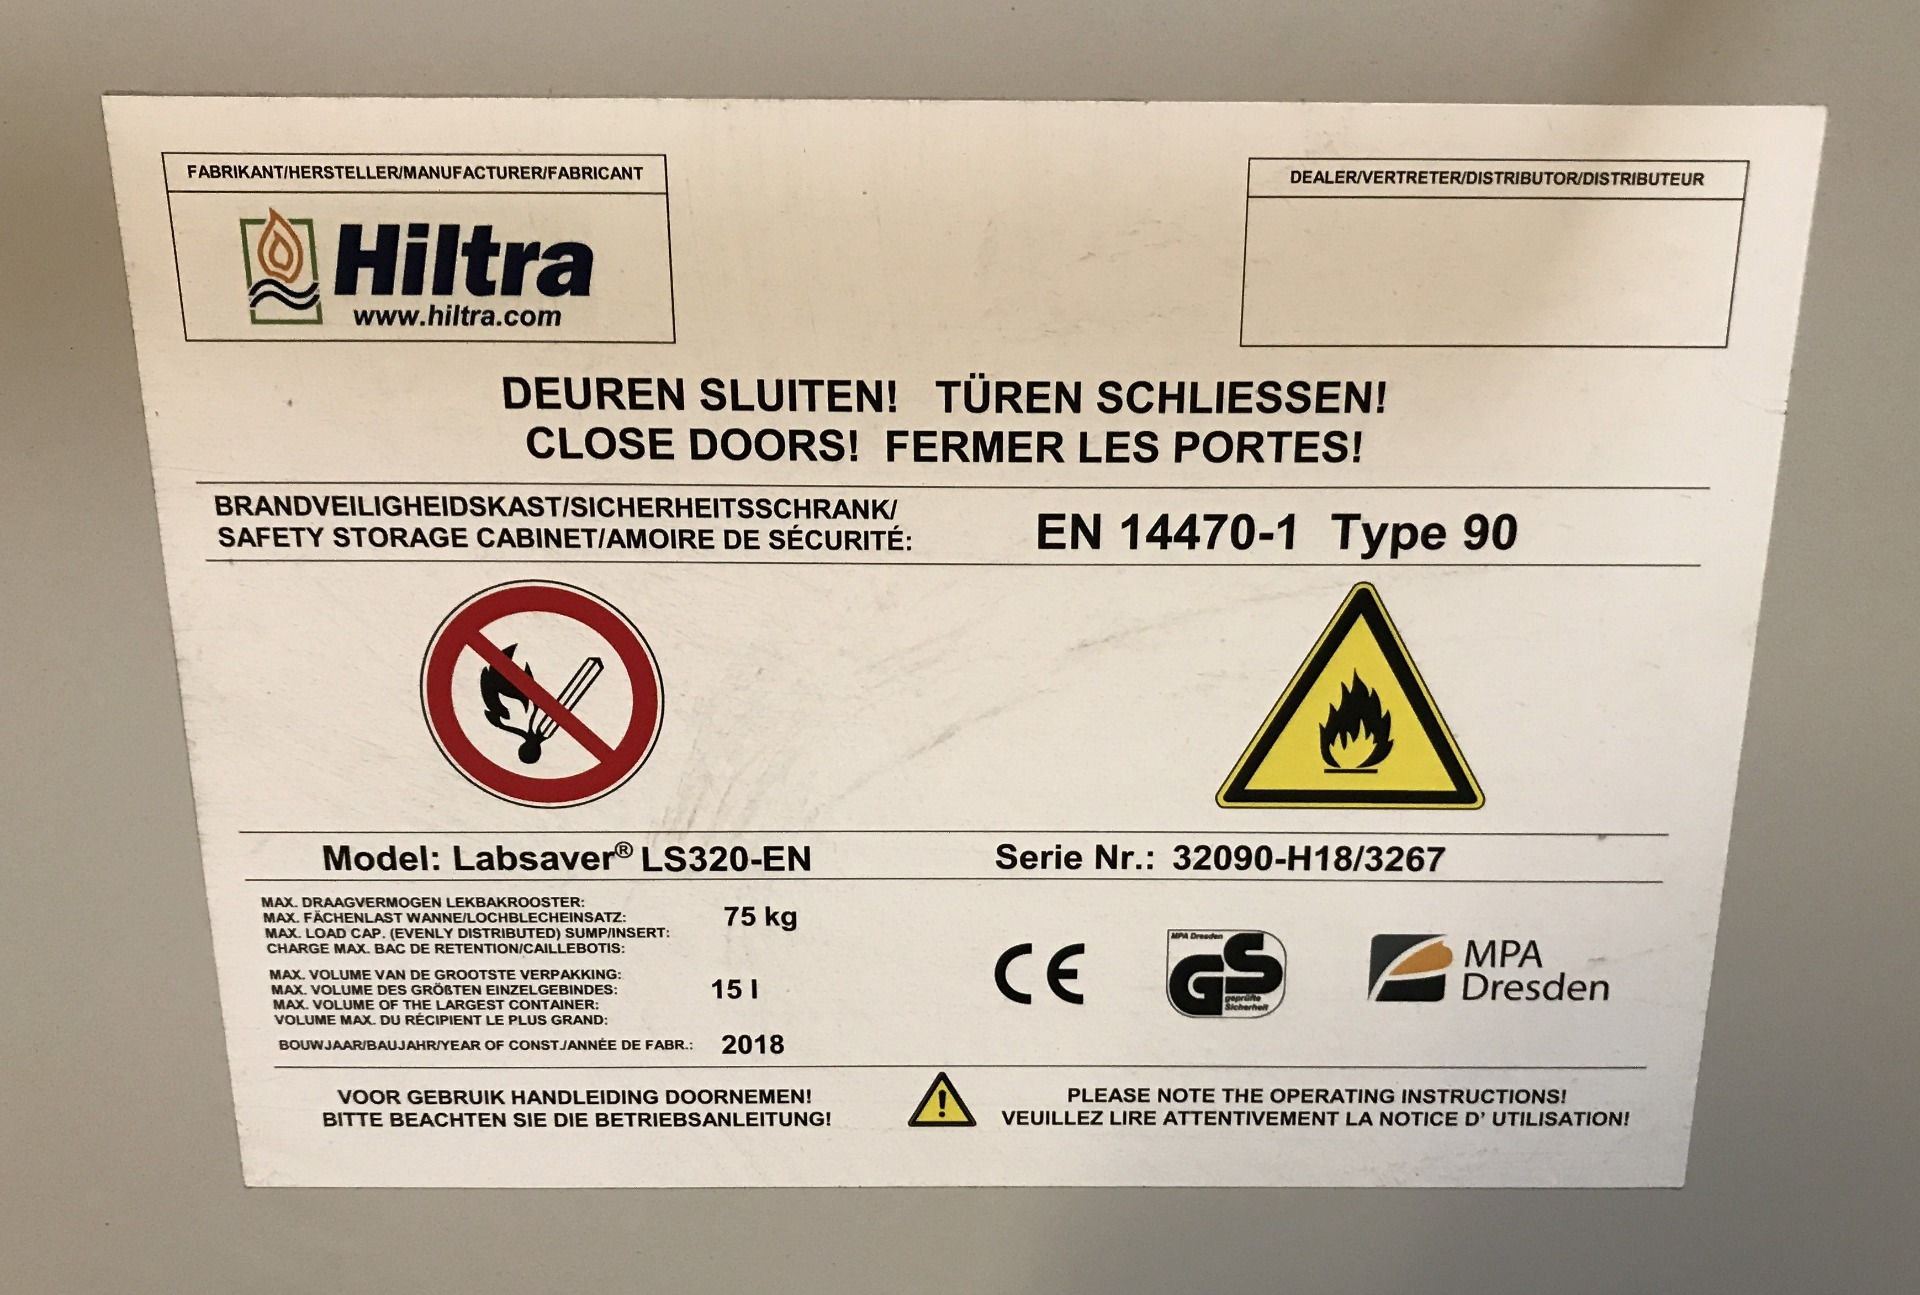 FABRIKANT/HERSTELLER/MANUFACTURER/FABRICANT
Hiltra
www.hiltra.com
DEALER/VERTRETER/DISTRIBUTOR/DISTRIBUTEUR
DEUREN SLUITEN! TÜREN SCHLIESSEN!
CLOSE DOORS! FERMER LES PORTES!
BRANDVEILIGHEIDSKAST/SICHERHEITSSCHRANK/
SAFETY STORAGE CABINET/AMOIRE DE SÉCURITÉ:
EN 14470-1 Type 90
Model: Labsaver® LS320-EN
Serie Nr.: 32090-H18/3267
MAX. DRAAGVERMOGEN LEKBAKROOSTER:
MAX. FÄCHENLAST WANNE/LOCHBLECHEINSATZ:
MAX. LOAD CAP. (EVENLY DISTRIBUTED) SUMP/INSERT:
CHARGE MAX. BAC DE RETENTION/CAILLEBOTIS:
75 kg
MAX. VOLUME VAN DE GROOTSTE VERPAKKING:
MAX. VOLUME DES GRÖßTEN EINZELGEBINDES:
MAX. VOLUME OF THE LARGEST CONTAINER:
VOLUME MAX. DU RÉCIPIENT LE PLUS GRAND:
15 l
BOUWJAAR/BAUJAHR/YEAR OF CONST./ANNÉE DE FABR.: 2018
CE
MPA Dresden
GS
geprüfte
Sicherheit
MPA
Dresden
VOOR GEBRUIK HANDLEIDING DOORNEMEN!
BITTE BEACHTEN SIE DIE BETRIEBSANLEITUNG!
!
PLEASE NOTE THE OPERATING INSTRUCTIONS!
VEUILLEZ LIRE ATTENTIVEMENT LA NOTICE D' UTILISATION!